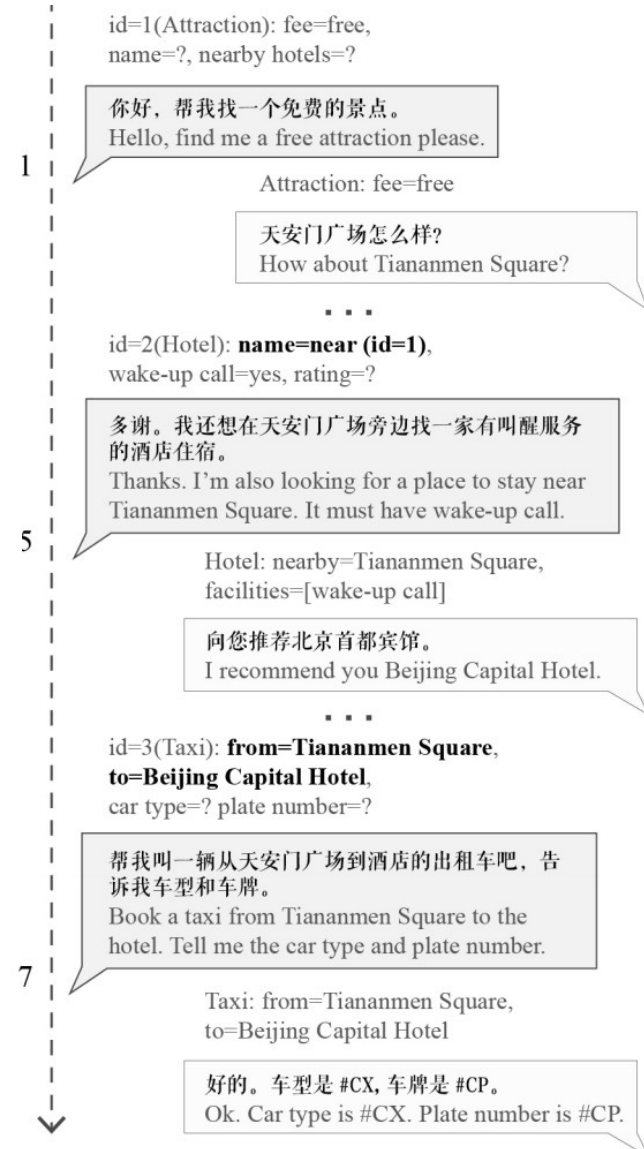 id=1(Attraction): fee=free,
name=?, nearby hotels=?
你好，帮我找一个免费的景点。
Hello, find me a free attraction please.
1
Attraction: fee=free
天安门广场怎么样?
How about Tiananmen Square?
...
id=2(Hotel): name=near (id=1),
wake-up call=yes, rating=?
多谢。我还想在天安门广场旁边找一家有叫醒服务
的酒店住宿。
Thanks. I'm also looking for a place to stay near
Tiananmen Square. It must have wake-up call.
5
Hotel: nearby=Tiananmen Square,
facilities=[wake-up call]
向您推荐北京首都宾馆。
I recommend you Beijing Capital Hotel.
...
id=3(Taxi): from=Tiananmen Square,
to=Beijing Capital Hotel,
car type=? plate number=?
帮我叫一辆从天安门广场到酒店的出租车吧，告
诉我车型和车牌。
Book a taxi from Tiananmen Square to the
hotel. Tell me the car type and plate number.
7
Taxi: from=Tiananmen Square,
to=Beijing Capital Hotel
好的。车型是 #CX, 车牌是 #CP。
Ok. Car type is #CX. Plate number is #CP.